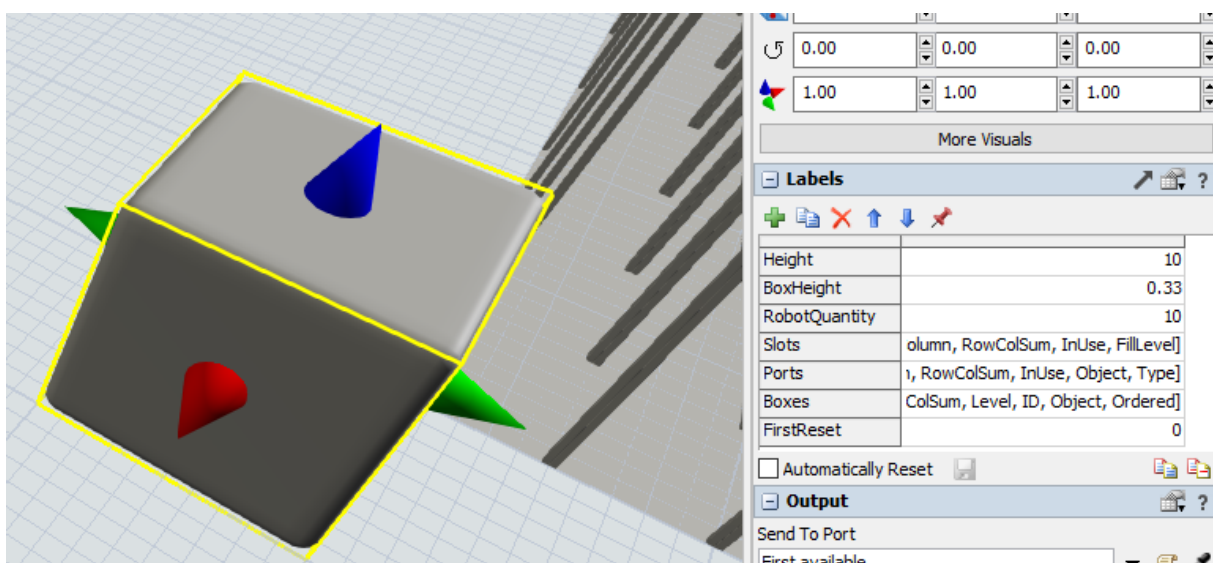 0.00 0.00 0.00
1.00 1.00 1.00
More Visuals
Labels ?
Height 10
BoxHeight 0.33
RobotQuantity 10
Slots olumn, RowColSum, InUse, FillLevel]
Ports , RowColSum, InUse, Object, Type]
Boxes ColSum, Level, ID, Object, Ordered]
FirstReset 0
Automatically Reset
Output ?
Send To Port
First available